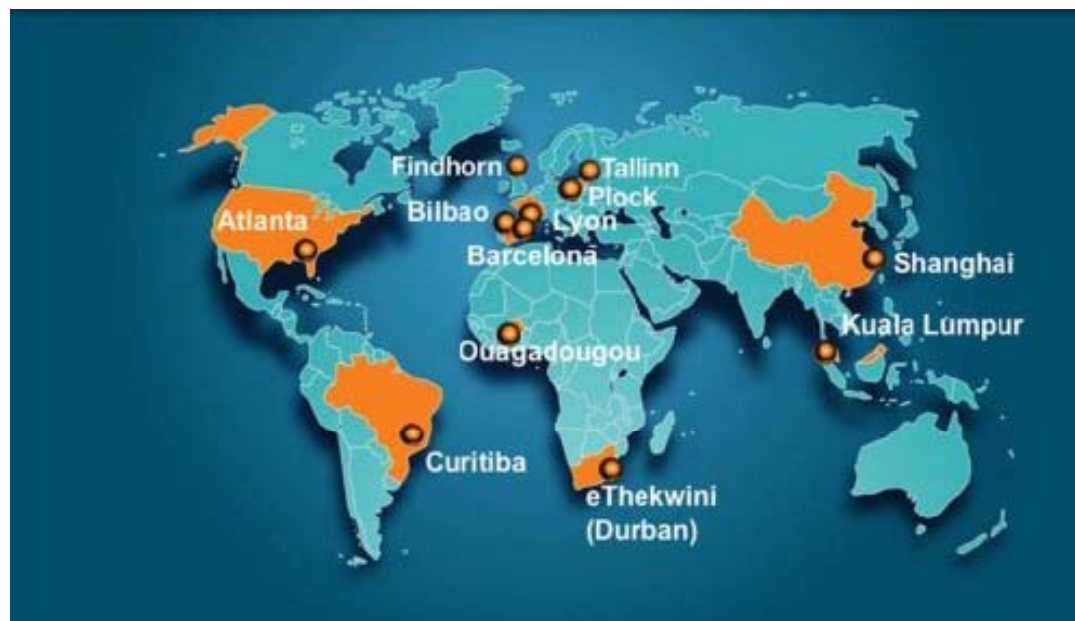 Findhorn
Tallinn
Plock
Bilbao
Lyon
Atlanta
Barcelona
Shanghai
Kuala Lumpur
Ouagadougou
Curitiba
eThekwini
(Durban)